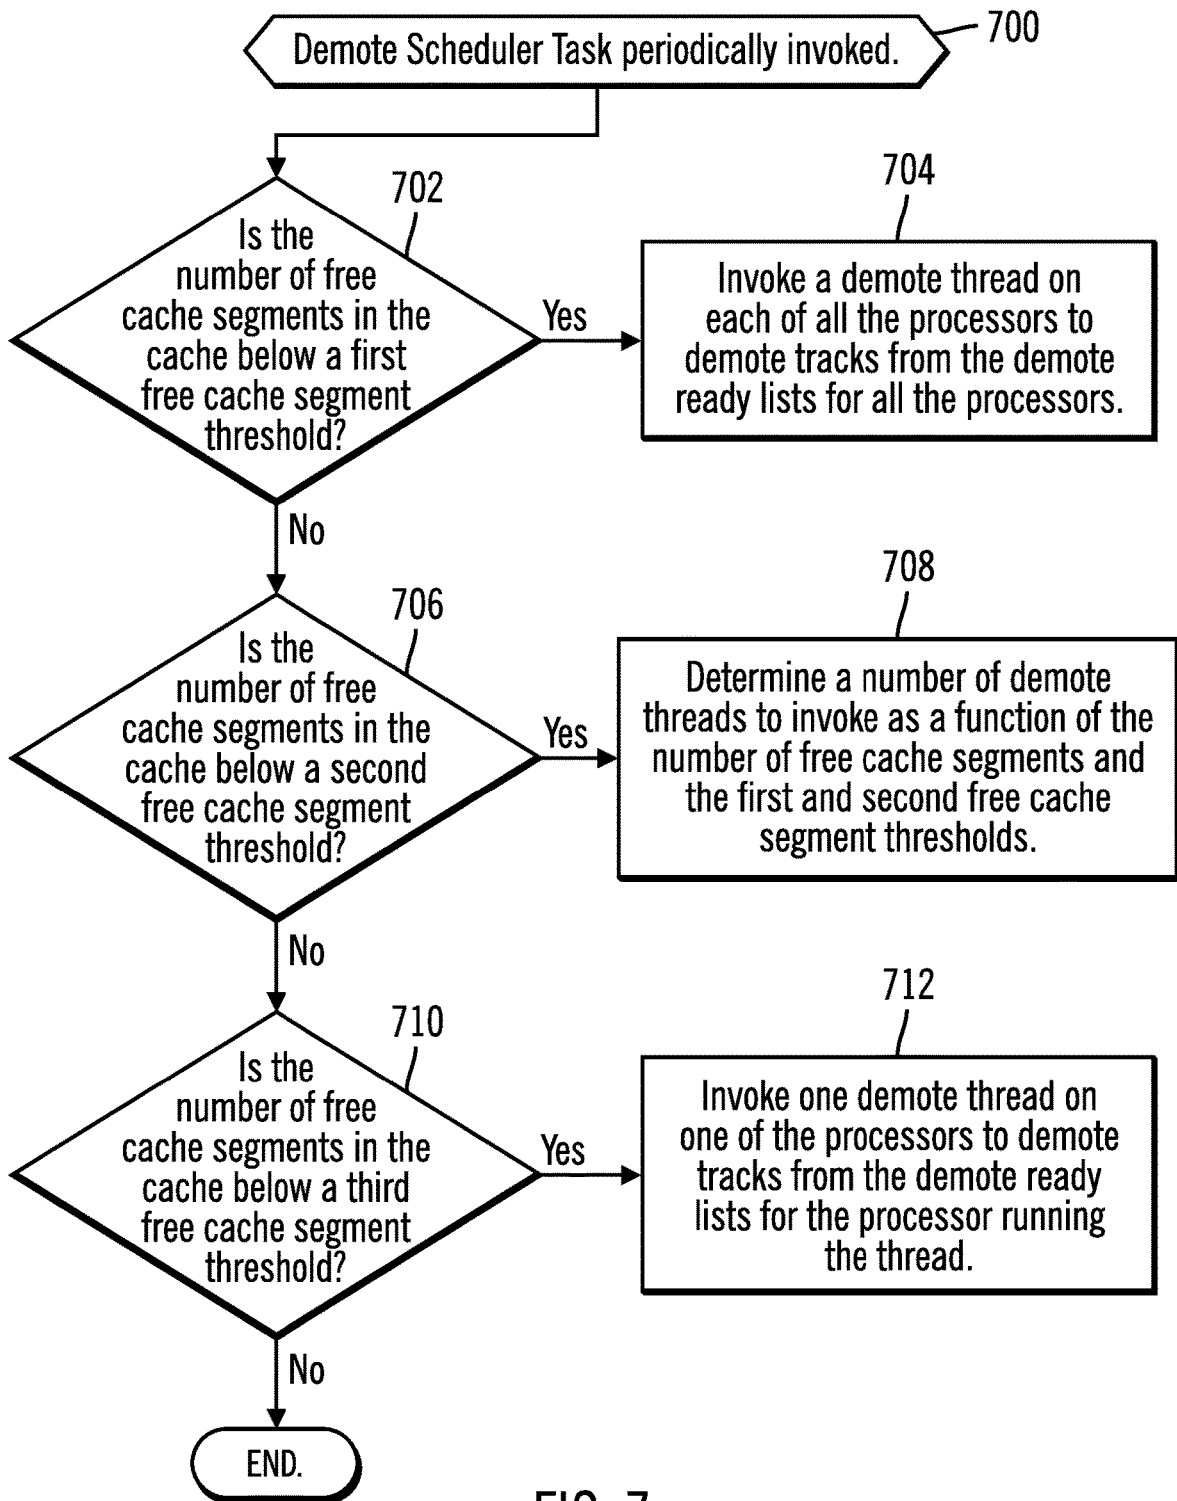 Demote Scheduler Task periodically invoked.
700
702
Is the
number of free
cache segments in the
cache below a first
free cache segment
threshold?
Yes
704
Invoke a demote thread on
each of all the processors to
demote tracks from the demote
ready lists for all the processors.
No
706
Is the
number of free
cache segments in the
cache below a second
free cache segment
threshold?
Yes
708
Determine a number of demote
threads to invoke as a function of the
number of free cache segments and
the first and second free cache
segment thresholds.
No
710
Is the
number of free
cache segments in the
cache below a third
free cache segment
threshold?
Yes
712
Invoke one demote thread on
one of the processors to demote
tracks from the demote ready
lists for the processor running
the thread.
No
END.
FIG. 7